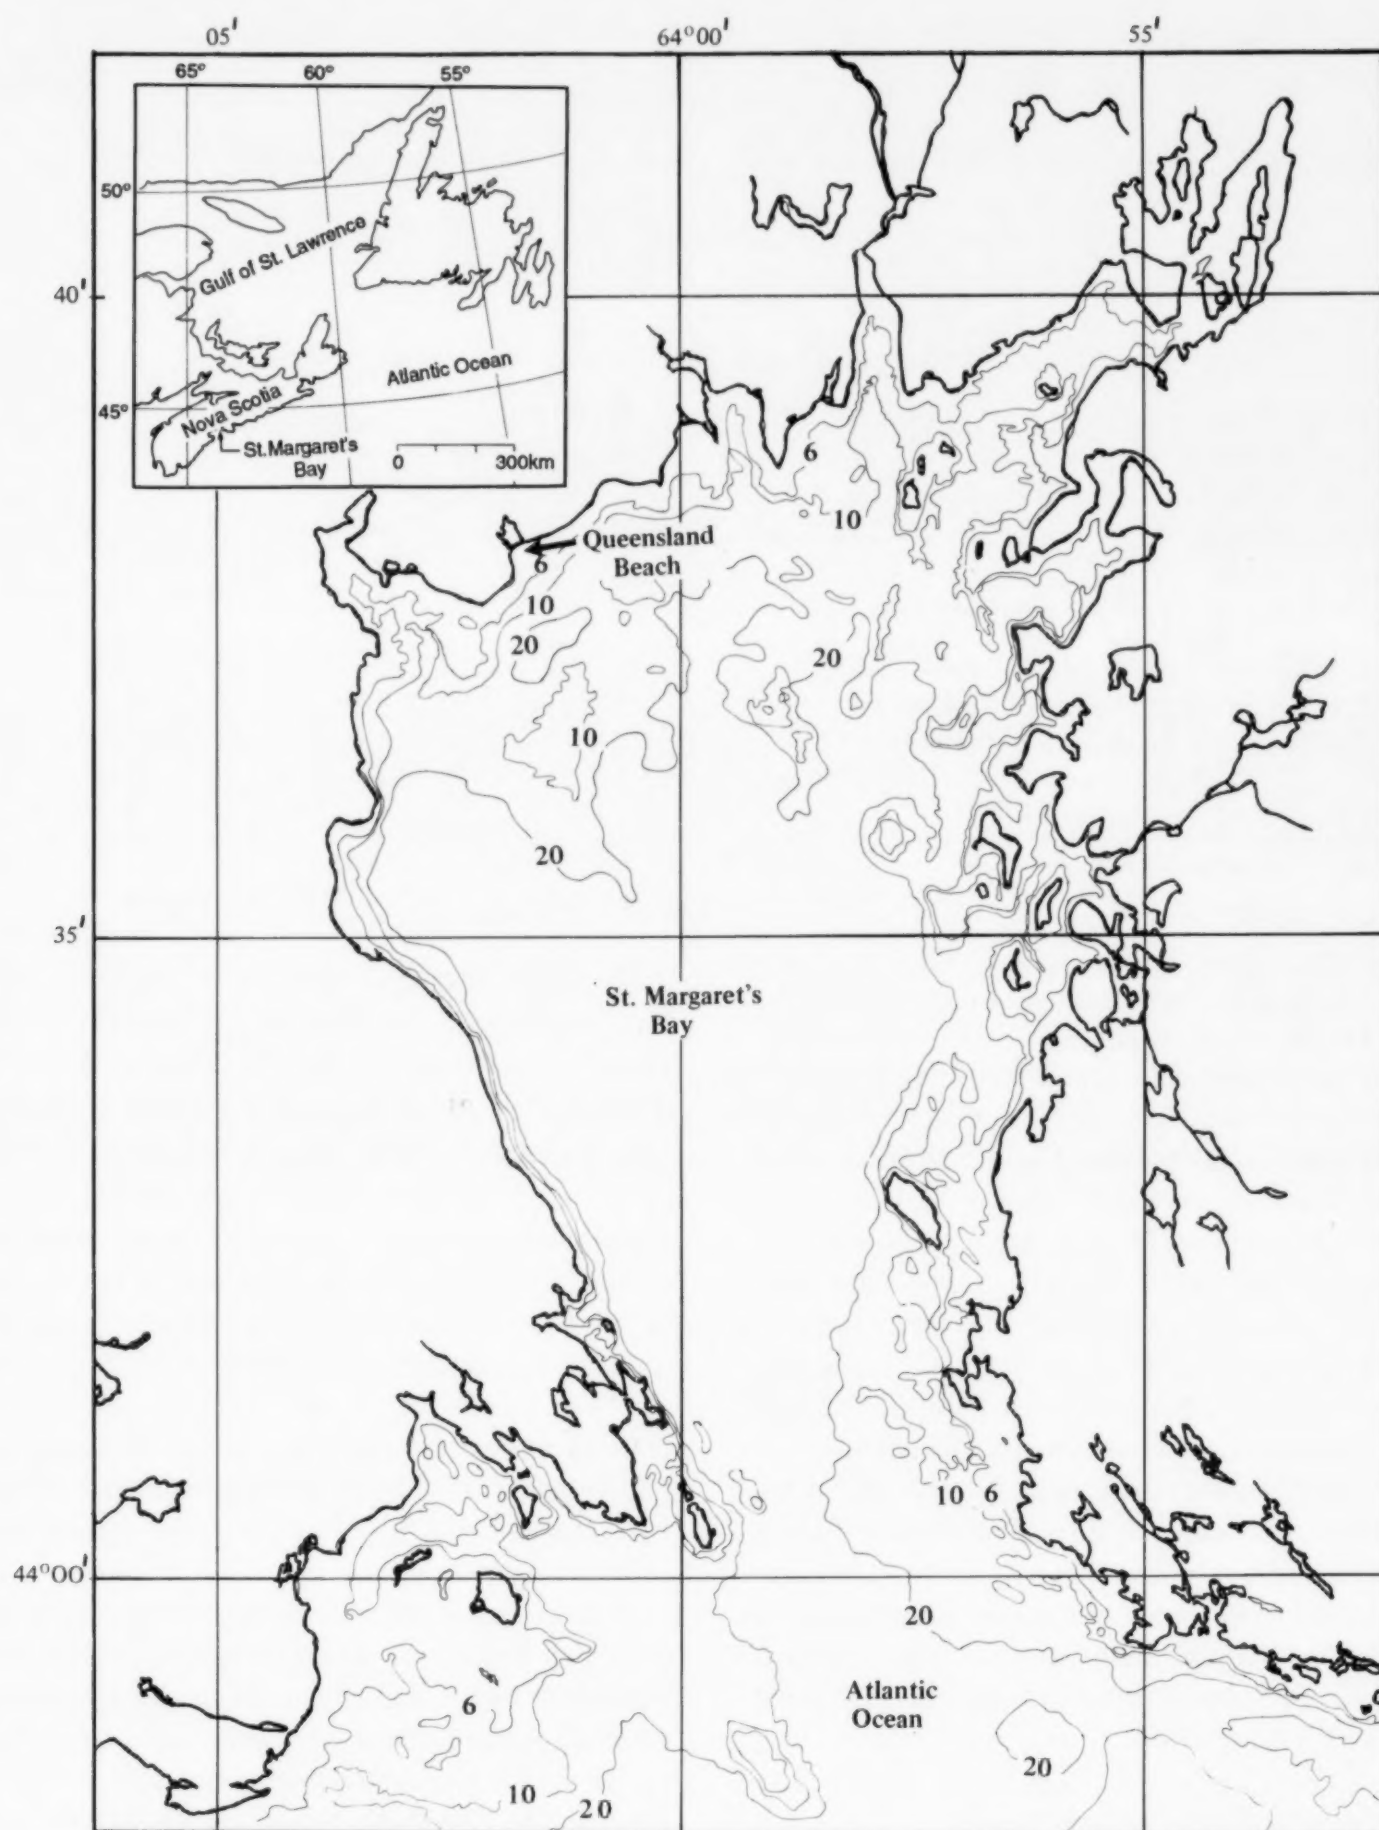 05′
64°00′
55′
65°
60°
55°
50°
Gulf of St. Lawrence
40′
Atlantic Ocean
45°
Nova Scotia
St. Margaret's
Bay
0
300km
6
10
Queensland
Beach
6
10
20
20
10
20
35′
St. Margaret's
Bay
10
6
44°00′
20
6
Atlantic
Ocean
20
10
20